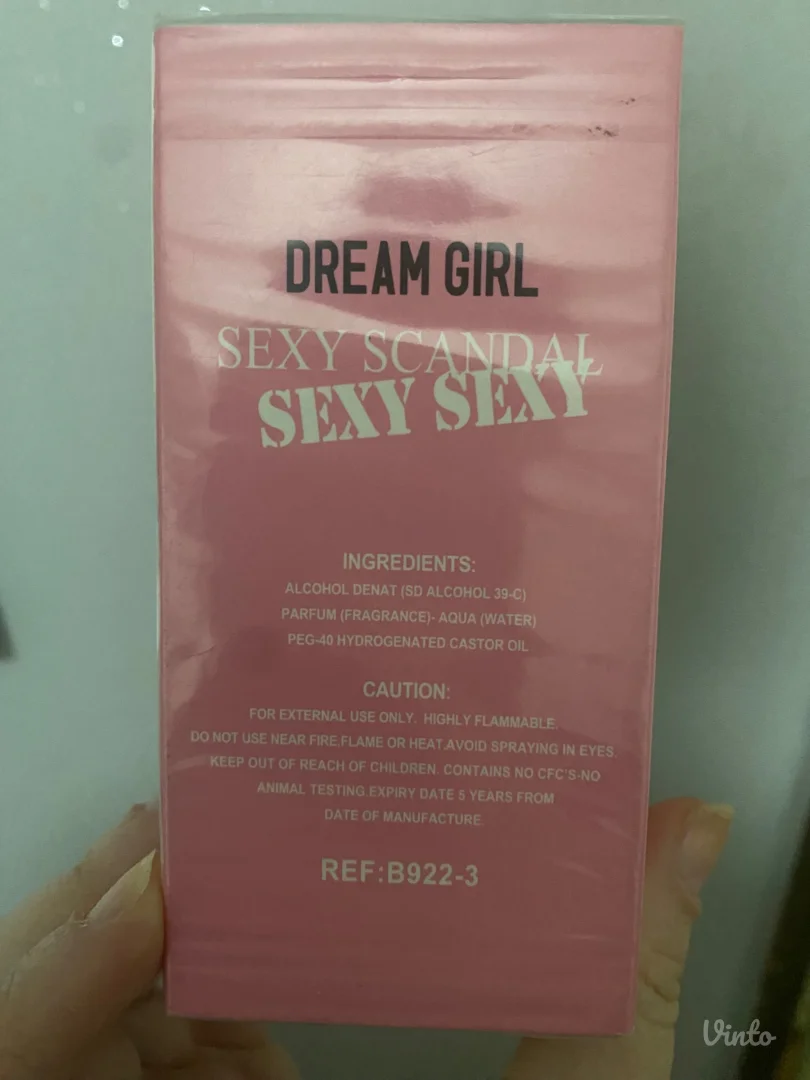 DREAM GIRL
SEXY SCANDAL
SEXY SEXY
INGREDIENTS:
ALCOHOL DENAT (SD ALCOHOL 39-C)
PARFUM (FRAGRANCE)- AQUA (WATER)
PEG-40 HYDROGENATED CASTOR OIL
CAUTION:
FOR EXTERNAL USE ONLY. HIGHLY FLAMMABLE.
DO NOT USE NEAR FIRE,FLAME OR HEAT.AVOID SPRAYING IN EYES.
KEEP OUT OF REACH OF CHILDREN. CONTAINS NO CFC'S-NO
ANIMAL TESTING.EXPIRY DATE 5 YEARS FROM
DATE OF MANUFACTURE.
REF:B922-3
Vinto